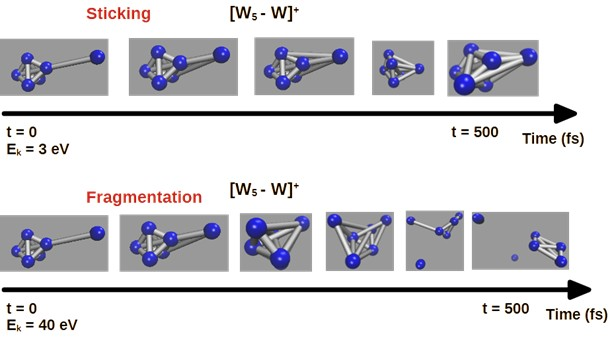 Sticking [W₅ - W]⁺
t = 0
Eₖ = 3 eV
t = 500
Time (fs)
Fragmentation [W₅ - W]⁺
t = 0
Eₖ = 40 eV
t = 500
Time (fs)